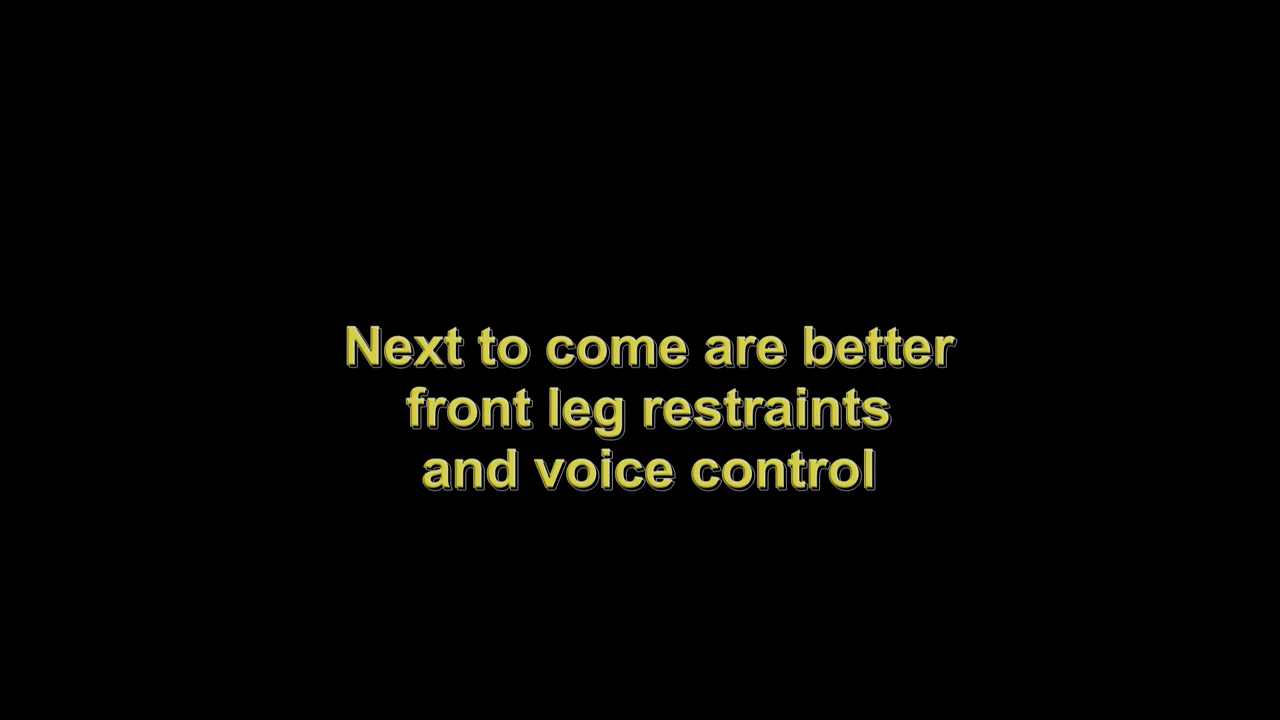 Next to come are better
front leg restraints
and voice control